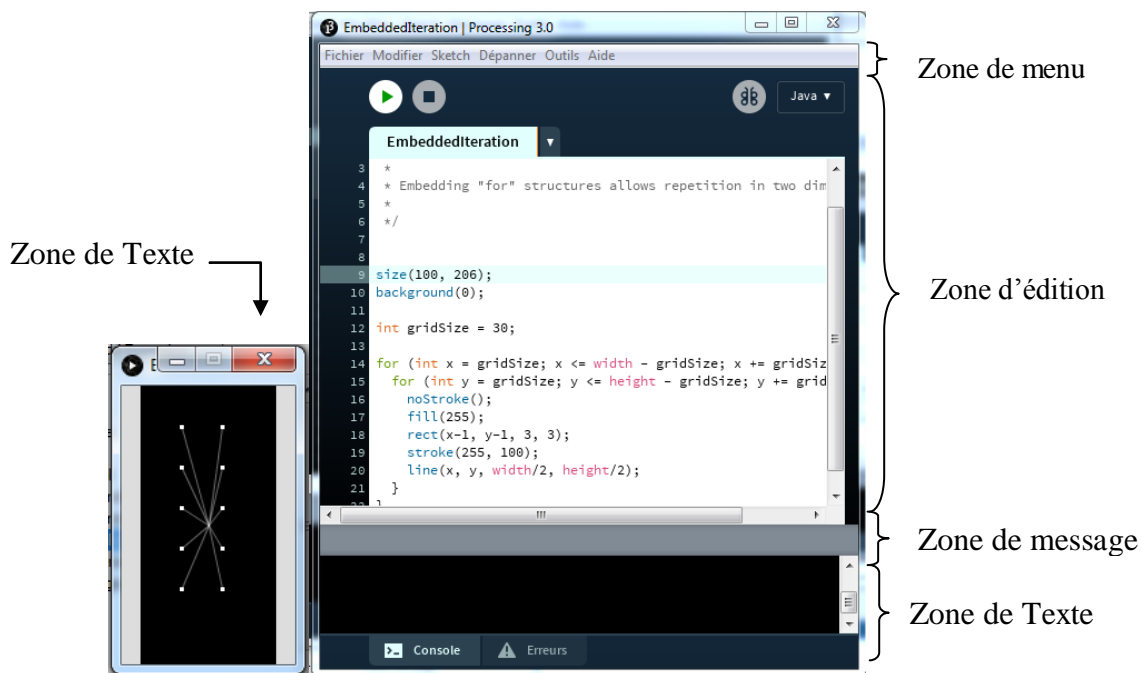 EmbeddedIteration | Processing 3.0
Fichier Modifier Sketch Dépanner Outils Aide
Zone de menu
Java ▼
EmbeddedIteration ▼
3 *
4 * Embedding "for" structures allows repetition in two dim
5 *
6 */
7
8
9 size(100, 206);
10 background(0);
11
12 int gridSize = 30;
13
14 for (int x = gridSize; x <= width - gridSize; x += gridSiz
15 for (int y = gridSize; y <= height - gridSize; y += grid
16 noStroke();
17 fill(255);
18 rect(x-1, y-1, 3, 3);
19 stroke(255, 100);
20 line(x, y, width/2, height/2);
21 }
22 }
Zone de Texte
Zone d'édition
Zone de message
Zone de Texte
Console
Erreurs